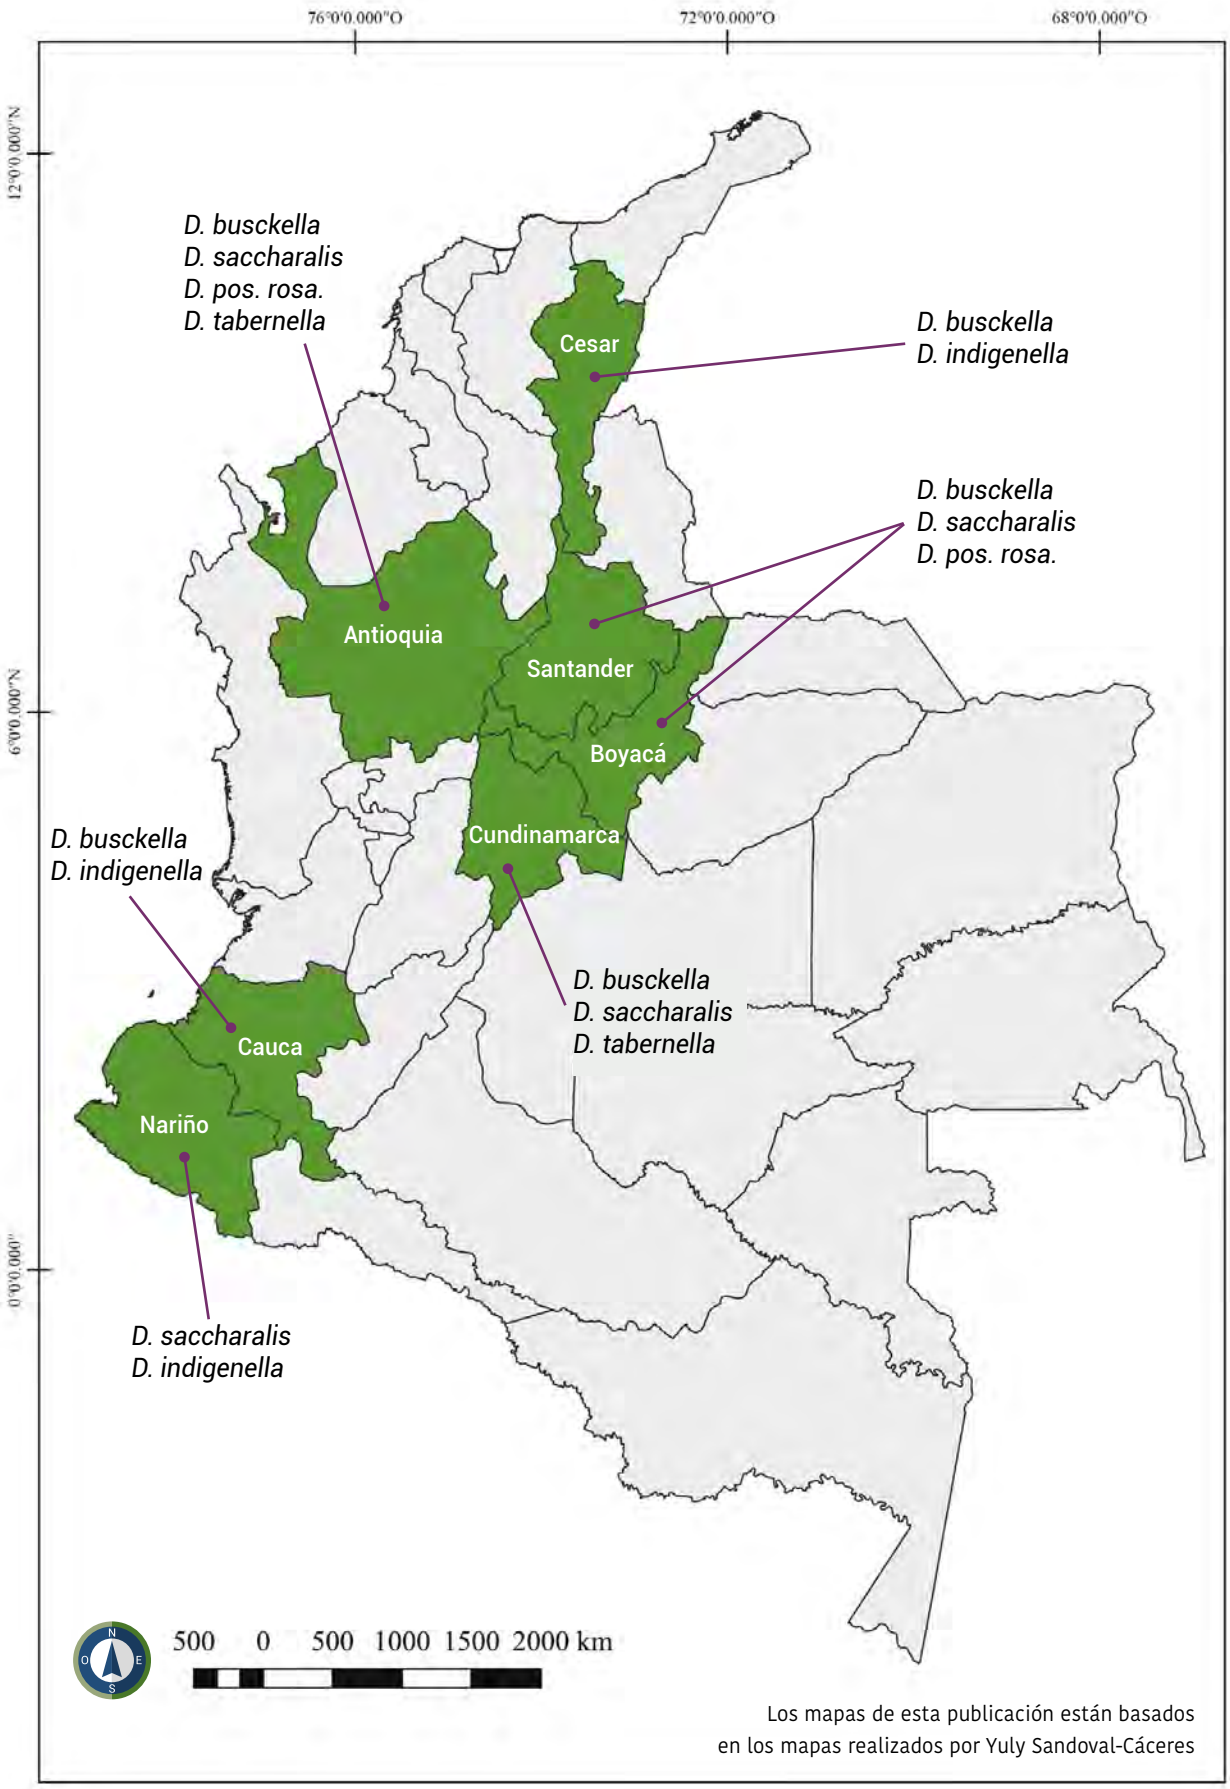 76°0'0.000"O
72°0'0.000"O
68°0'0.000"O
12°0'0.000"N
D. busckella
D. saccharalis
D. pos. rosa.
D. tabernella
Cesar
D. busckella
D. indigenella
D. busckella
D. saccharalis
D. pos. rosa.
Antioquia
Santander
6°0'0.000"N
Boyacá
Cundinamarca
D. busckella
D. indigenella
D. busckella
D. saccharalis
D. tabernella
Cauca
Nariño
0°0'0.000"
D. saccharalis
D. indigenella
N
O
E
S
500 0 500 1000 1500 2000 km
Los mapas de esta publicación están basados
en los mapas realizados por Yuly Sandoval-Cáceres